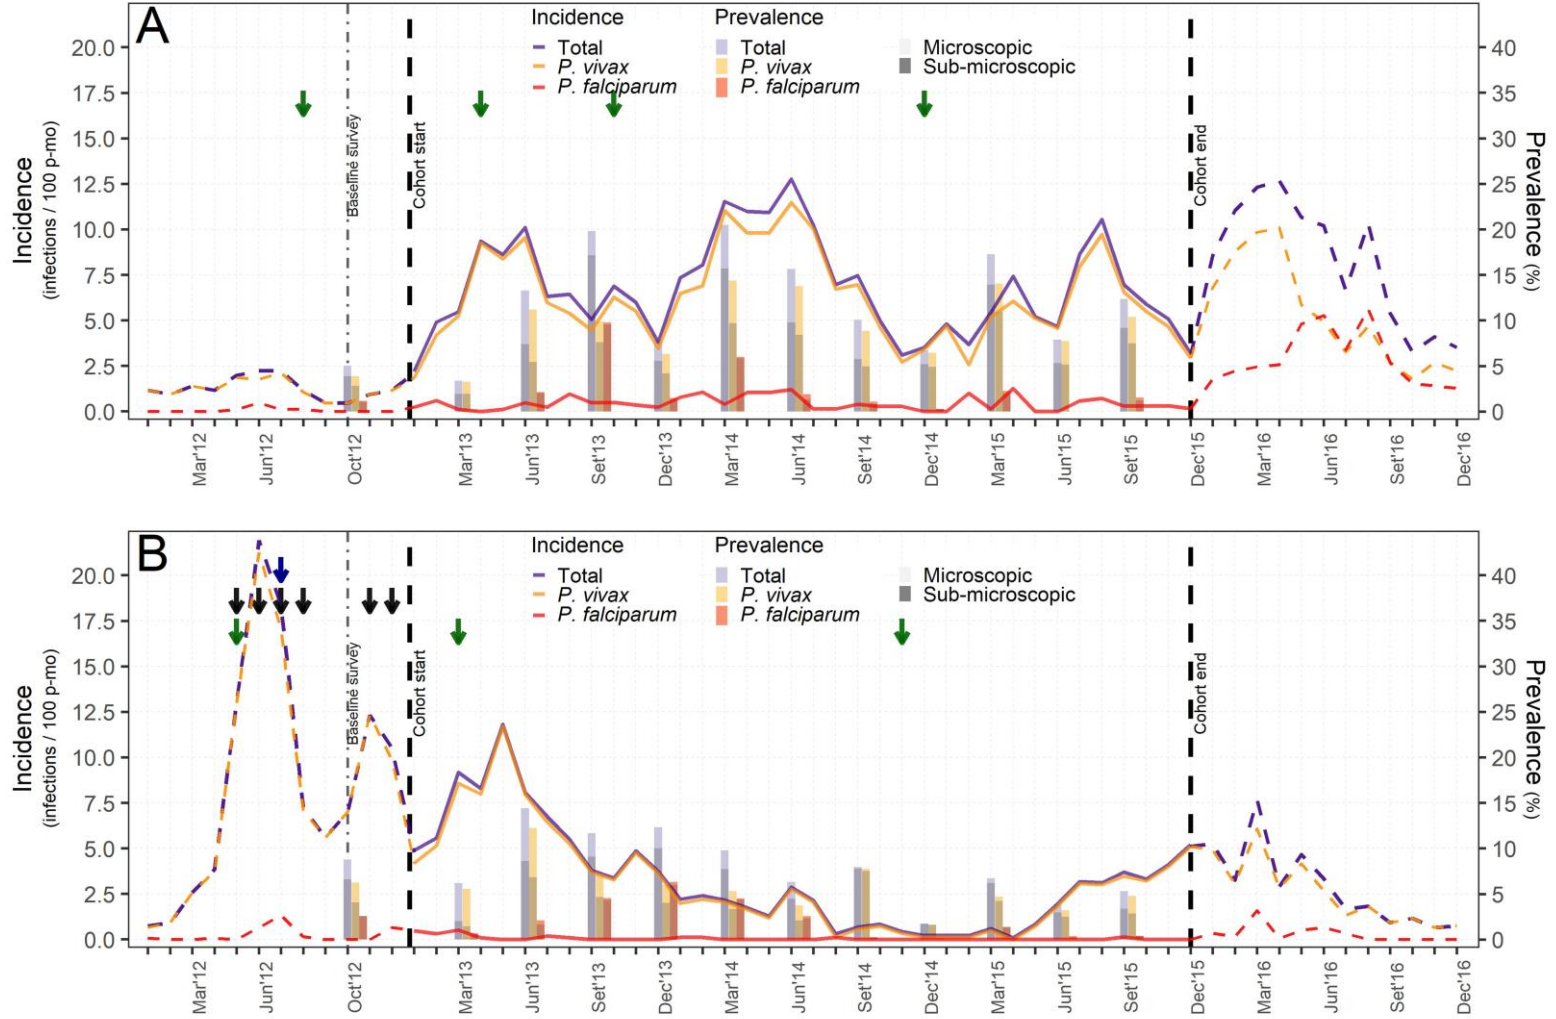 A
Incidence
Total
P. vivax
P. falciparum
Prevalence
Total
P. vivax
P. falciparum
Microscopic
Sub-microscopic
Incidence
(infections / 100 p-mo)
20.0
17.5
15.0
12.5
10.0
7.5
5.0
2.5
0.0
Baseline survey
Cohort start
Cohort end
40
35
30
25
20
15
10
5
0
Prevalence (%)
Mar'12
Jun'12
Oct'12
Mar'13
Jun'13
Set'13
Dec'13
Mar'14
Jun'14
Set'14
Dec'14
Mar'15
Jun'15
Set'15
Dec'15
Mar'16
Jun'16
Set'16
Dec'16
B
Incidence
Total
P. vivax
P. falciparum
Prevalence
Total
P. vivax
P. falciparum
Microscopic
Sub-microscopic
Incidence
(infections / 100 p-mo)
20.0
17.5
15.0
12.5
10.0
7.5
5.0
2.5
0.0
Baseline survey
Cohort start
Cohort end
40
35
30
25
20
15
10
5
0
Prevalence (%)
Mar'12
Jun'12
Oct'12
Mar'13
Jun'13
Set'13
Dec'13
Mar'14
Jun'14
Set'14
Dec'14
Mar'15
Jun'15
Set'15
Dec'15
Mar'16
Jun'16
Set'16
Dec'16